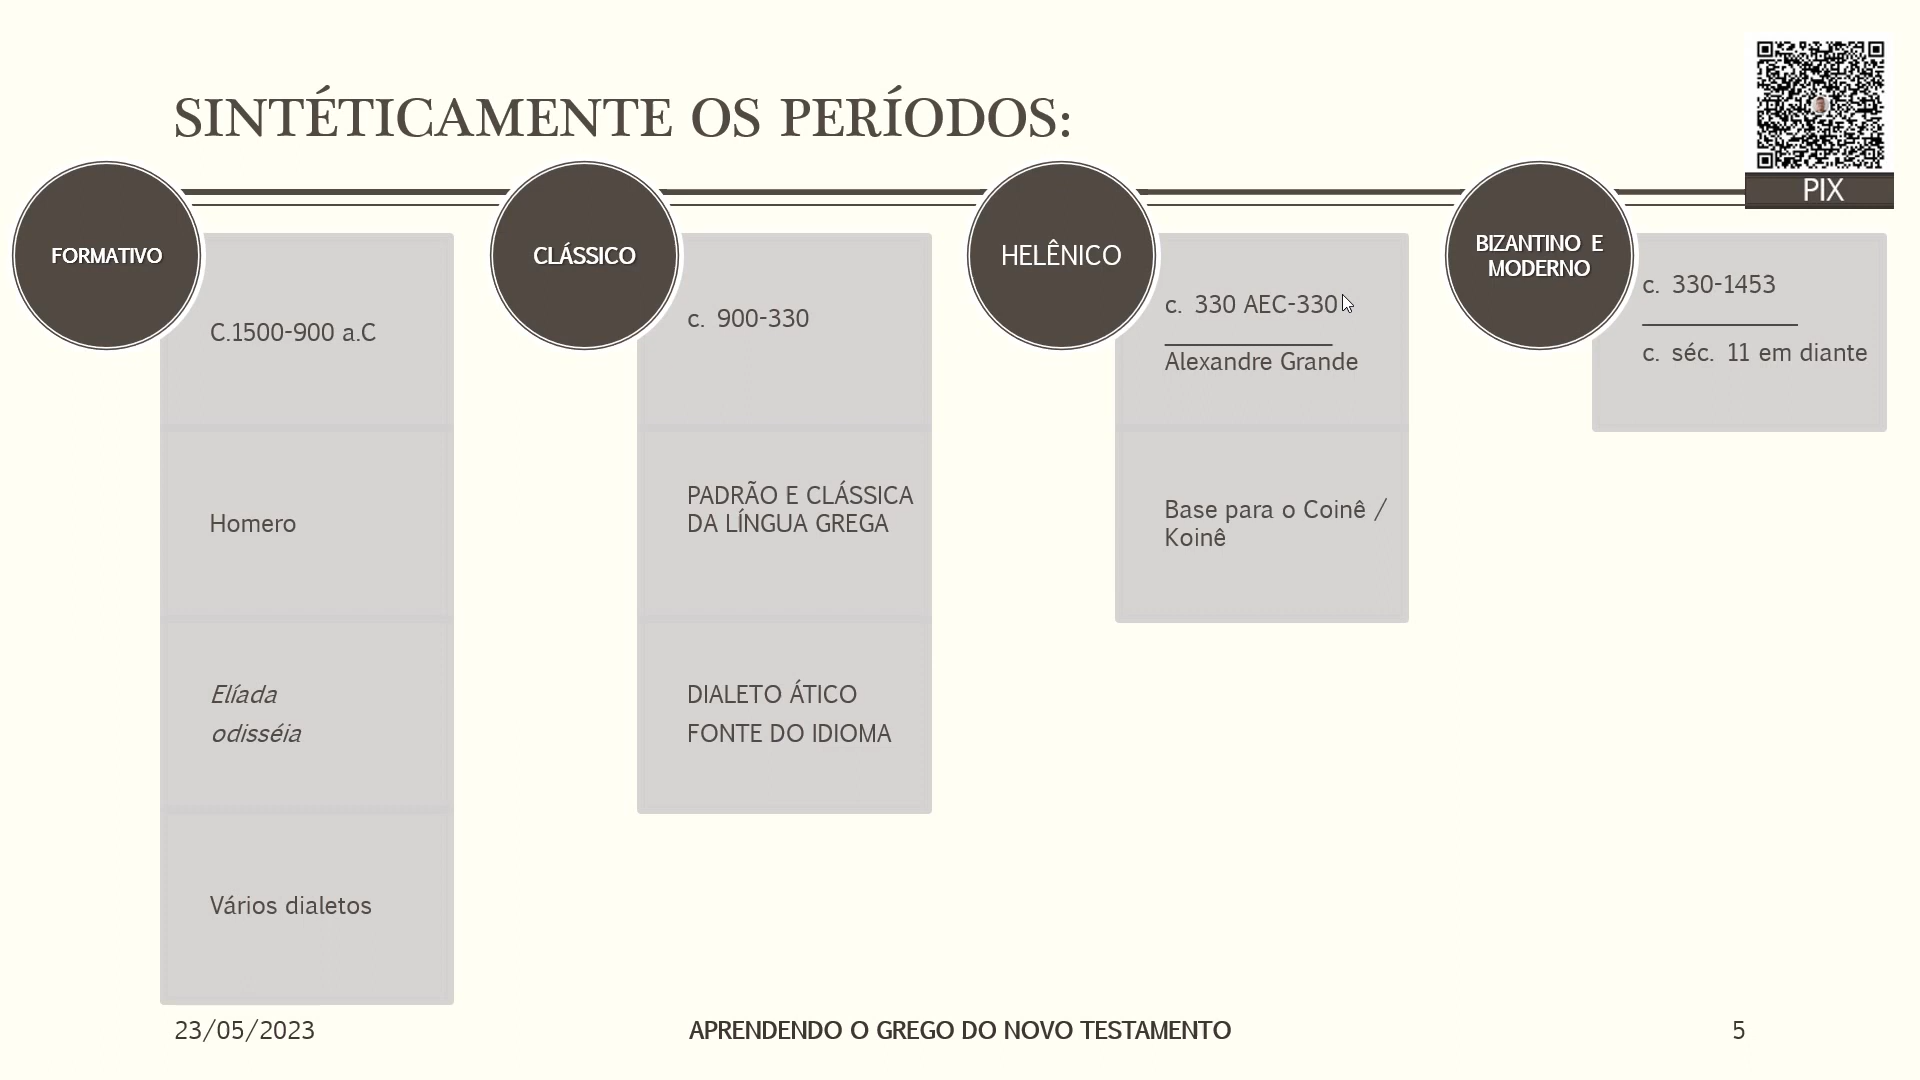 SINTÉTICAMENTE OS PERÍODOS:
PIX
FORMATIVO
C.1500-900 a.C
Homero
Elíada
odisséia
Vários dialetos
CLÁSSICO
c. 900-330
PADRÃO E CLÁSSICA
DA LÍNGUA GREGA
DIALETO ÁTICO
FONTE DO IDIOMA
HELÊNICO
c. 330 AEC-330
Alexandre Grande
Base para o Coinê /
Koinê
BIZANTINO E
MODERNO
c. 330-1453
c. séc. 11 em diante
23/05/2023
APRENDENDO O GREGO DO NOVO TESTAMENTO
5